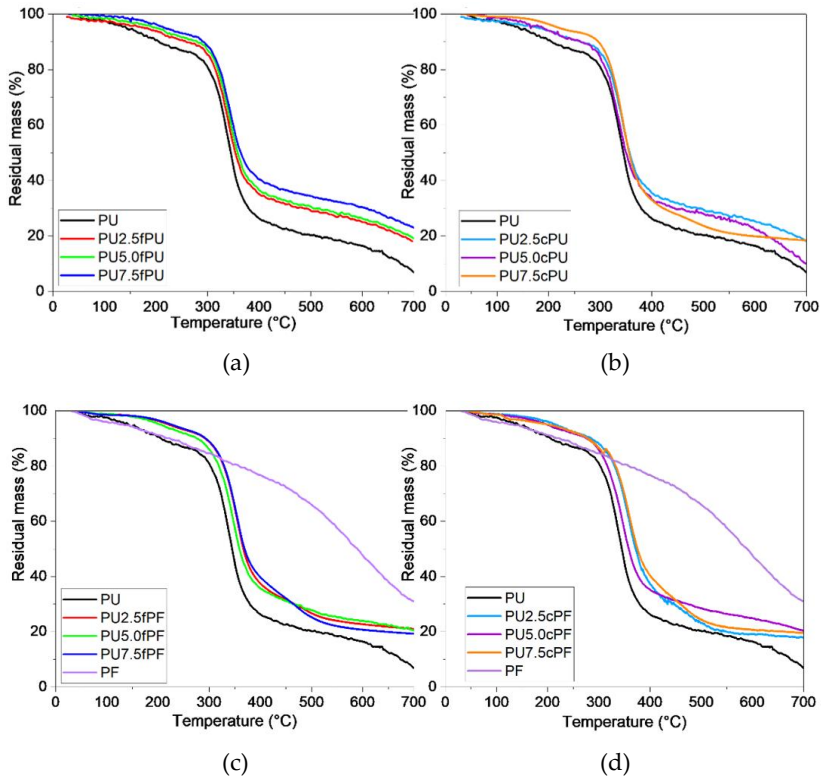 100
80
60
40
20
0
Residual mass (%)
PU
PU2.5fPU
PU5.0fPU
PU7.5fPU
0 100 200 300 400 500 600 700
Temperature (°C)
(a)
100
80
60
40
20
0
Residual mass (%)
PU
PU2.5cPU
PU5.0cPU
PU7.5cPU
0 100 200 300 400 500 600 700
Temperature (°C)
(b)
100
80
60
40
20
0
Residual mass (%)
PU
PU2.5fPF
PU5.0fPF
PU7.5fPF
PF
0 100 200 300 400 500 600 700
Temperature (°C)
(c)
100
80
60
40
20
0
Residual mass (%)
PU
PU2.5cPF
PU5.0cPF
PU7.5cPF
PF
0 100 200 300 400 500 600 700
Temperature (°C)
(d)